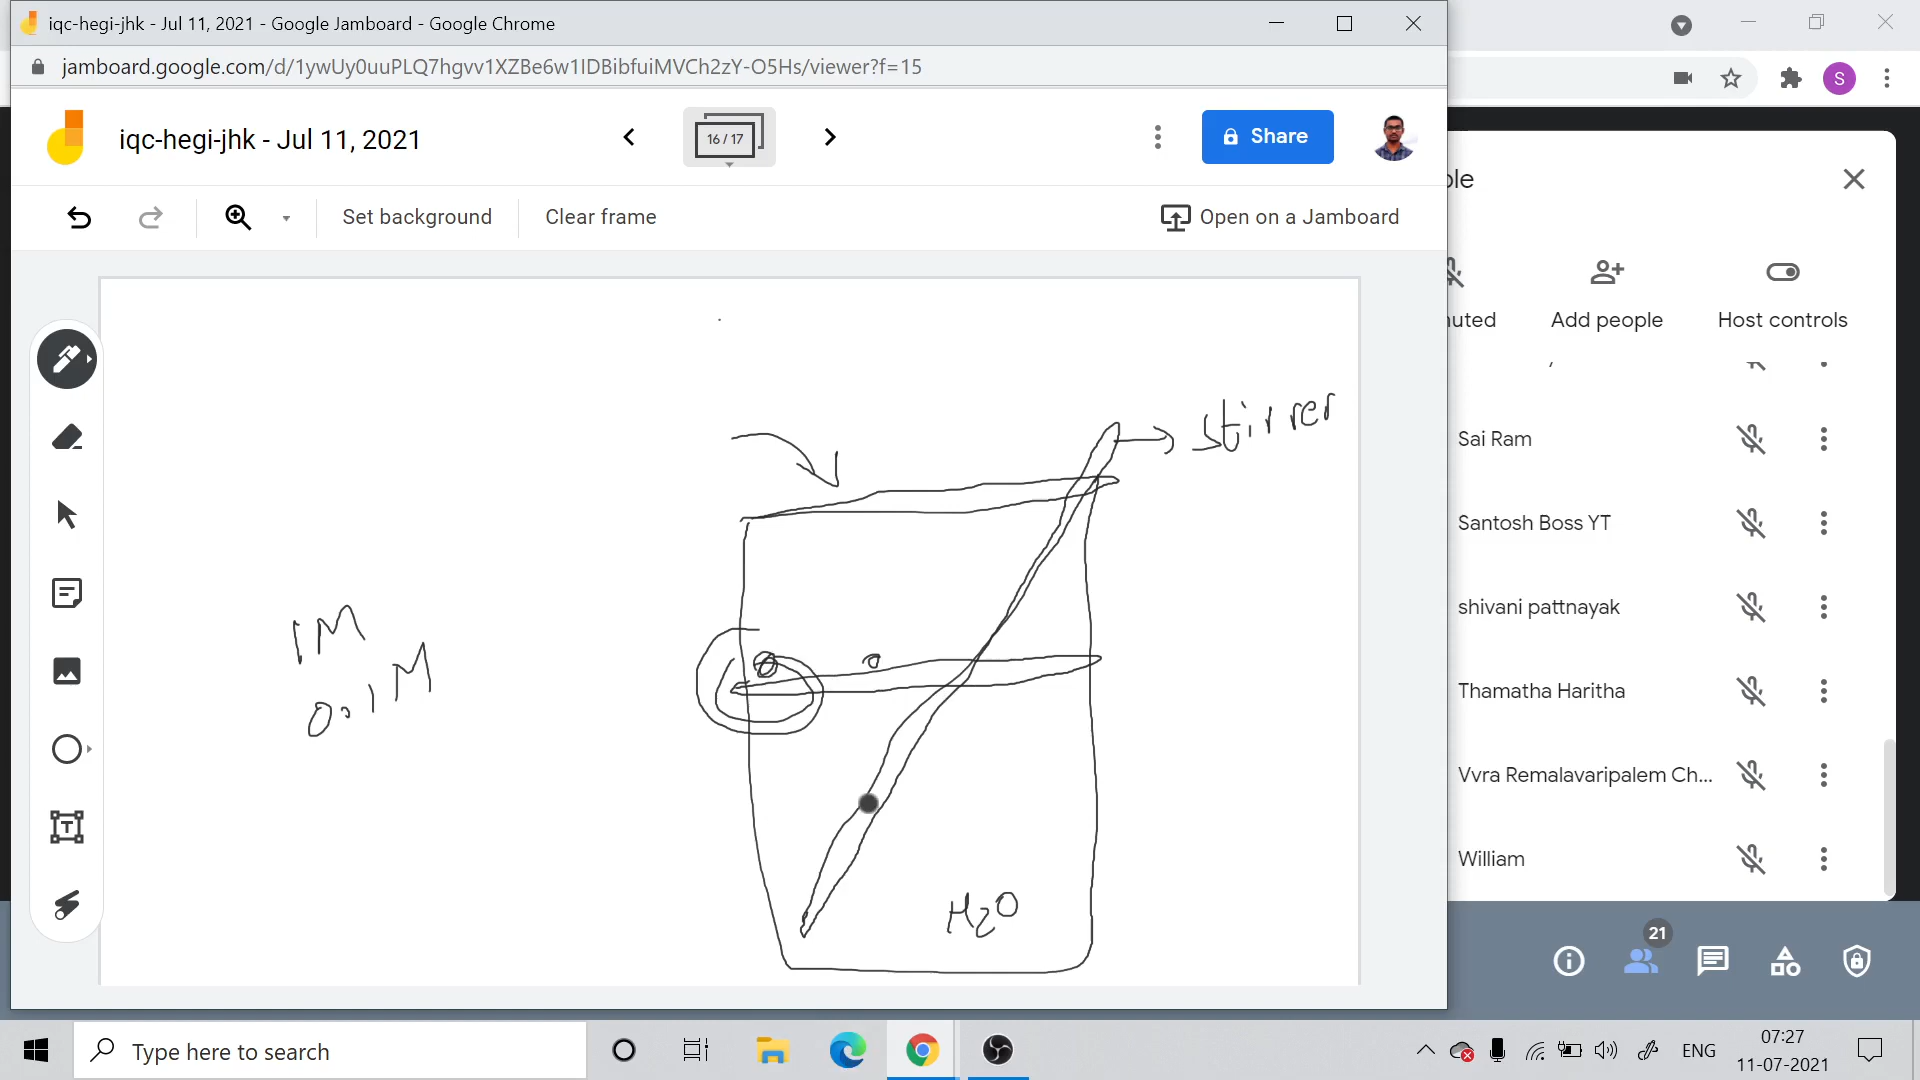 iqc-hegi-jhk - Jul 11, 2021 - Google Jamboard - Google Chrome
jamboard.google.com/d/1ywUy0uuPLQ7hgvv1XZBe6w1IDBibfuiMVCh2zY-O5Hs/viewer?f=15
S
iqc-hegi-jhk - Jul 11, 2021
16 / 17
Share
Set background
Clear frame
Open on a Jamboard
Add people
Host controls
stirrer
1M
0.1M
H2O
Sai Ram
Santosh Boss YT
shivani pattnayak
Thamatha Haritha
Vvra Remalavaripalem Ch...
William
21
Type here to search
ENG
07:27
11-07-2021